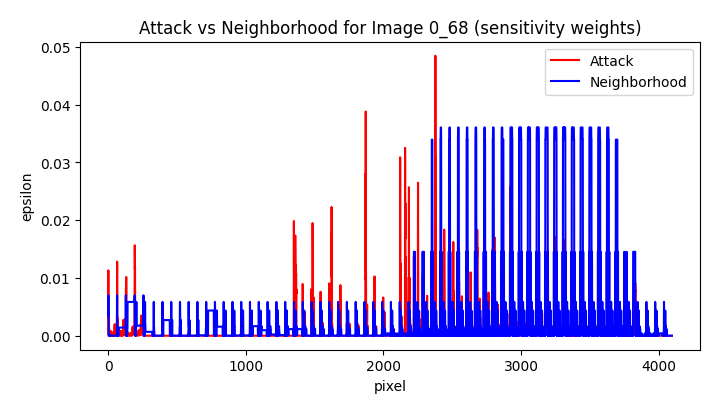 Attack vs Neighborhood for Image 0_68 (sensitivity weights)
0.05
0.04
0.03
0.02
0.01
0.00
epsilon
Attack
Neighborhood
0
1000
2000
3000
4000
pixel